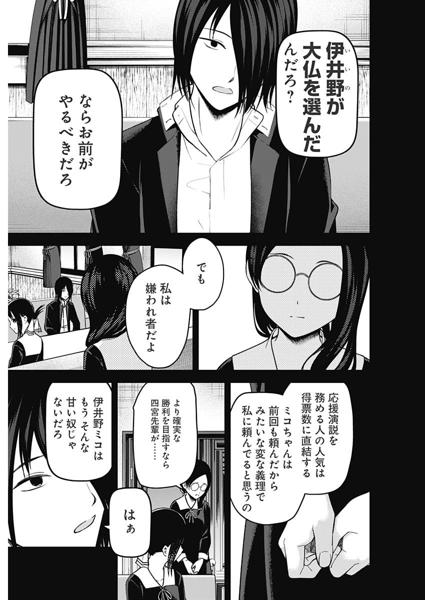 伊井野が
大仏を選んだ
んだろ？
ならお前が
やるべきだろ
でも
私は
嫌われ者だよ
応援演説を
務める人の人気は
得票数に直結する
ミコちゃんは
前回も頼んだから
みたいな変な義理で
私に頼んでると思うの
より確実な
勝利を目指すなら
四宮先輩が……
はぁ
伊井野ミコは
もうそんな
甘い奴じゃ
ないだろ